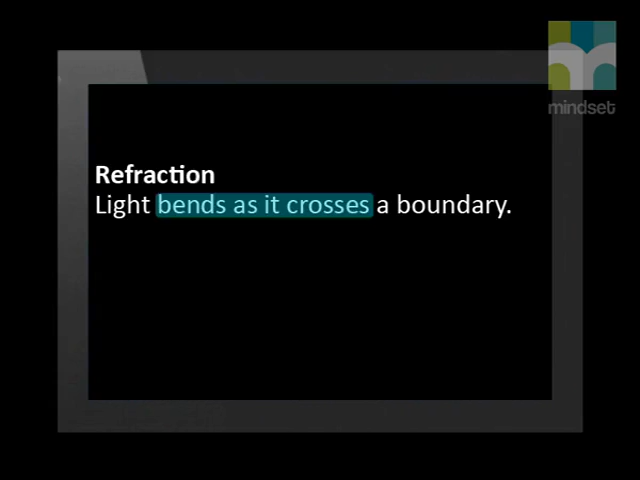 mindset
Refraction
Light bends as it crosses a boundary.